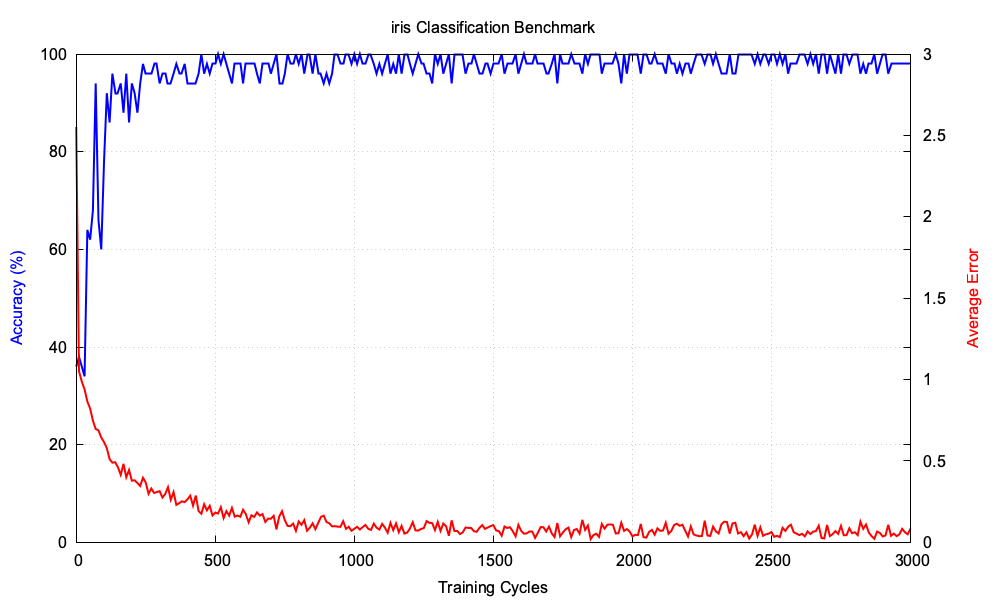 iris Classification Benchmark
100
80
60
40
20
0
3
2.5
2
1.5
1
0.5
0
0 500 1000 1500 2000 2500 3000
Accuracy (%)
Average Error
Training Cycles